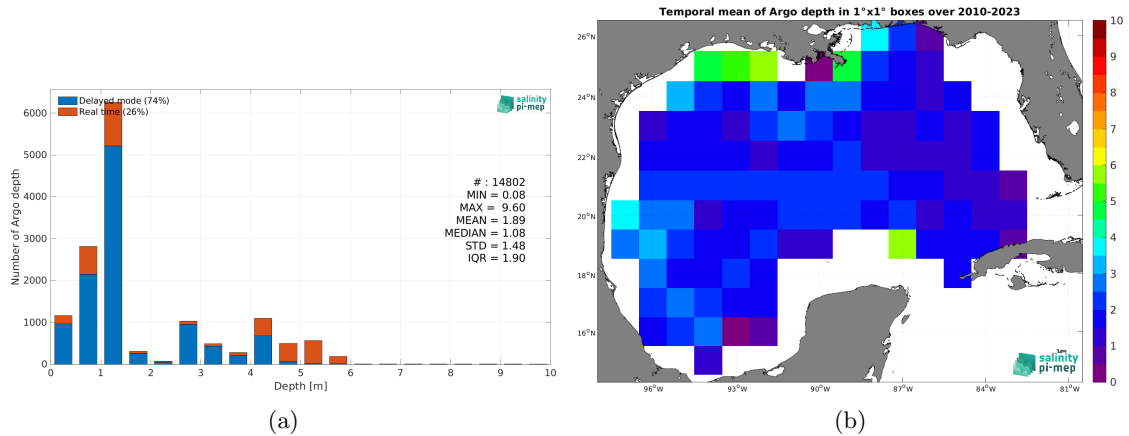 Temporal mean of Argo depth in 1°x1° boxes over 2010-2023
Delayed mode (74%)
Real time (26%)
salinity
pi-mep
# : 14802
MIN = 0.08
MAX = 9.60
MEAN = 1.89
MEDIAN = 1.08
STD = 1.48
IQR = 1.90
Number of Argo depth
6000
5000
4000
3000
2000
1000
0
0 1 2 3 4 5 6 7 8 9 10
Depth [m]
(a)
26°N
24°N
22°N
20°N
18°N
16°N
96°W 93°W 90°W 87°W 84°W 81°W
salinity
pi-mep
10
9
8
7
6
5
4
3
2
1
0
(b)